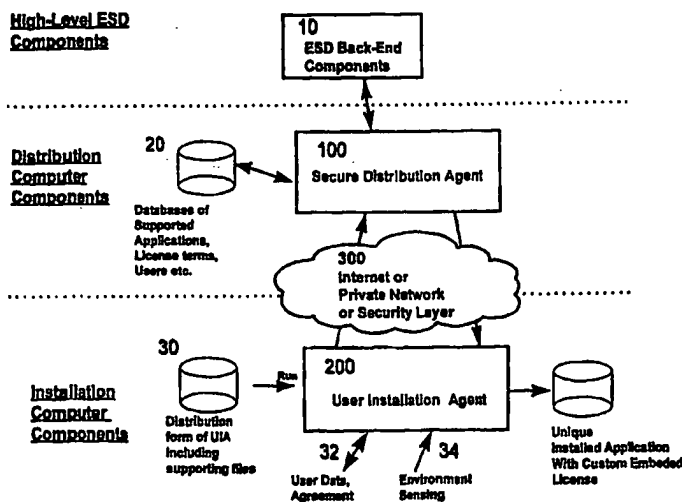 High-Level ESD
Components
10
ESD Back-End
Components
Distribution
Computer
Components
20
Databases of
Supported
Applications,
License terms,
Users etc.
100
Secure Distribution Agent
300
Internet or
Private Network
or Security Layer
Installation
Computer
Components
30
Distribution
form of UIA
Including
supporting files
Run
200
User Installation Agent
32
User Data,
Agreement
34
Environment
Sensing
Unique
Installed Application
With Custom Embeded
License